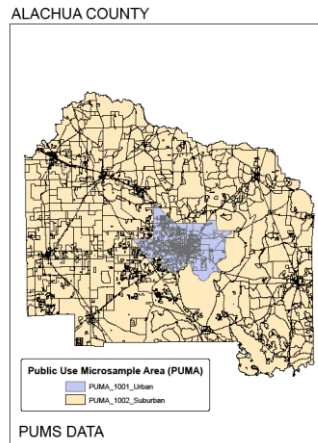 ALACHUA COUNTY
Public Use Microsample Area (PUMA)
PUMA_1001_Urban
PUMA_1002_Suburban
PUMS DATA